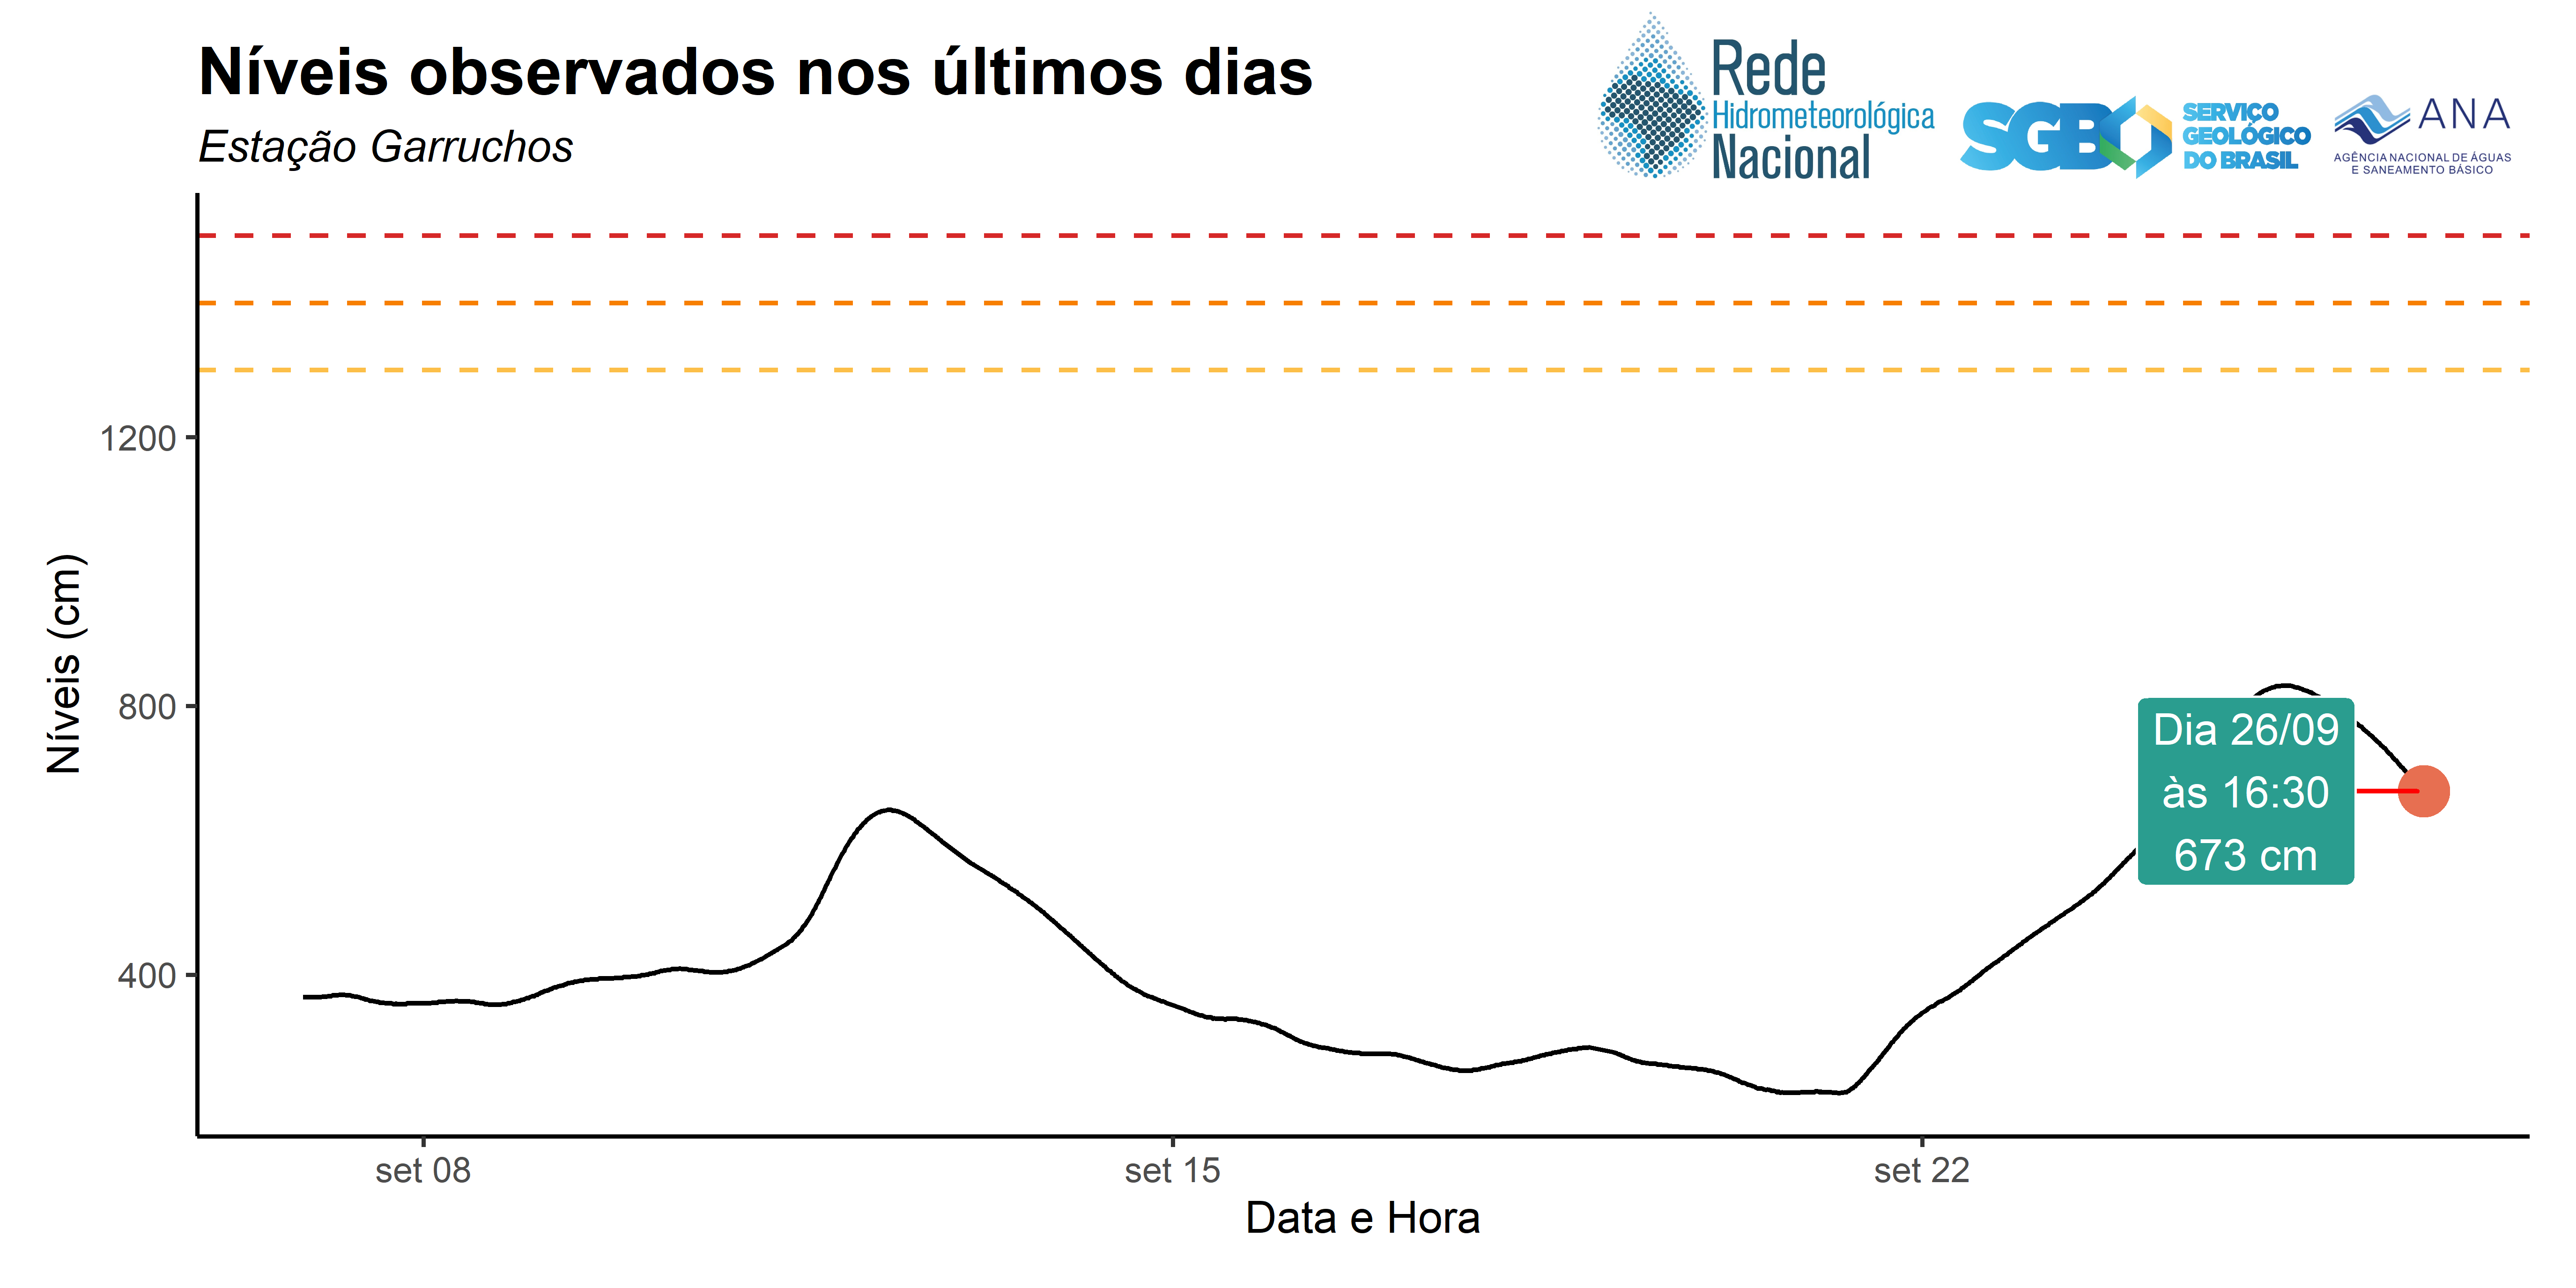 Níveis observados nos últimos dias
Estação Garruchos
Rede
Hidrometeorológica
Nacional
SGB
SERVIÇO
GEOLÓGICO
DO BRASIL
ANA
AGÊNCIA NACIONAL DE ÁGUAS
E SANEAMENTO BÁSICO
Níveis (cm)
1200
800
400
Dia 26/09
às 16:30
673 cm
set 08
set 15
set 22
Data e Hora